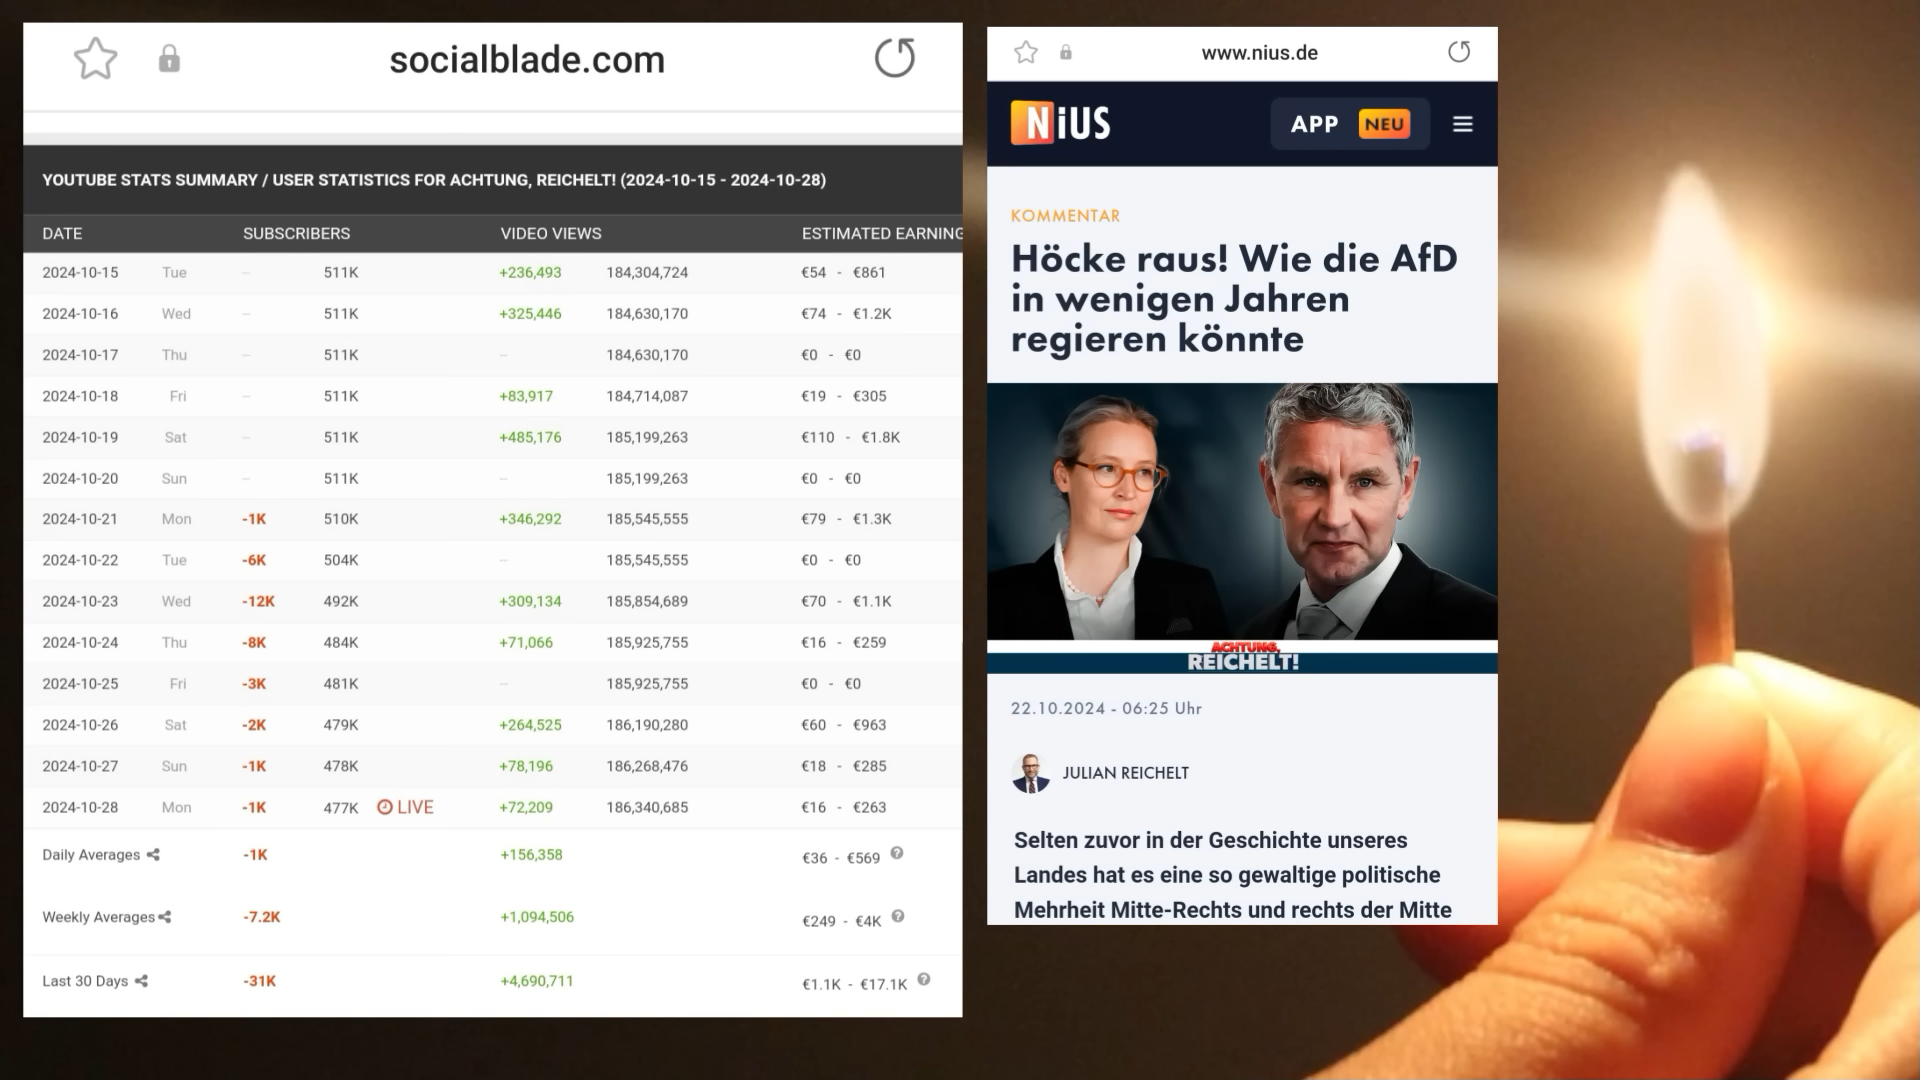 socialblade.com
YOUTUBE STATS SUMMARY / USER STATISTICS FOR ACHTUNG, REICHELT! (2024-10-15 - 2024-10-28)
DATE SUBSCRIBERS VIDEO VIEWS ESTIMATED EARNING
2024-10-15 Tue – 511K +236,493 184,304,724 €54 - €861
2024-10-16 Wed – 511K +325,446 184,630,170 €74 - €1.2K
2024-10-17 Thu – 511K – 184,630,170 €0 - €0
2024-10-18 Fri – 511K +83,917 184,714,087 €19 - €305
2024-10-19 Sat – 511K +485,176 185,199,263 €110 - €1.8K
2024-10-20 Sun – 511K – 185,199,263 €0 - €0
2024-10-21 Mon -1K 510K +346,292 185,545,555 €79 - €1.3K
2024-10-22 Tue -6K 504K – 185,545,555 €0 - €0
2024-10-23 Wed -12K 492K +309,134 185,854,689 €70 - €1.1K
2024-10-24 Thu -8K 484K +71,066 185,925,755 €16 - €259
2024-10-25 Fri -3K 481K – 185,925,755 €0 - €0
2024-10-26 Sat -2K 479K +264,525 186,190,280 €60 - €963
2024-10-27 Sun -1K 478K +78,196 186,268,476 €18 - €285
2024-10-28 Mon -1K 477K LIVE +72,209 186,340,685 €16 - €263
Daily Averages -1K +156,358 €36 - €569 ?
Weekly Averages -7.2K +1,094,506 €249 - €4K ?
Last 30 Days -31K +4,690,711 €1.1K - €17.1K ?
www.nius.de
NiUS APP NEU
KOMMENTAR
Höcke raus! Wie die AfD
in wenigen Jahren
regieren könnte
ACHTUNG,
REICHELT!
22.10.2024 - 06:25 Uhr
JULIAN REICHELT
Selten zuvor in der Geschichte unseres
Landes hat es eine so gewaltige politische
Mehrheit Mitte-Rechts und rechts der Mitte